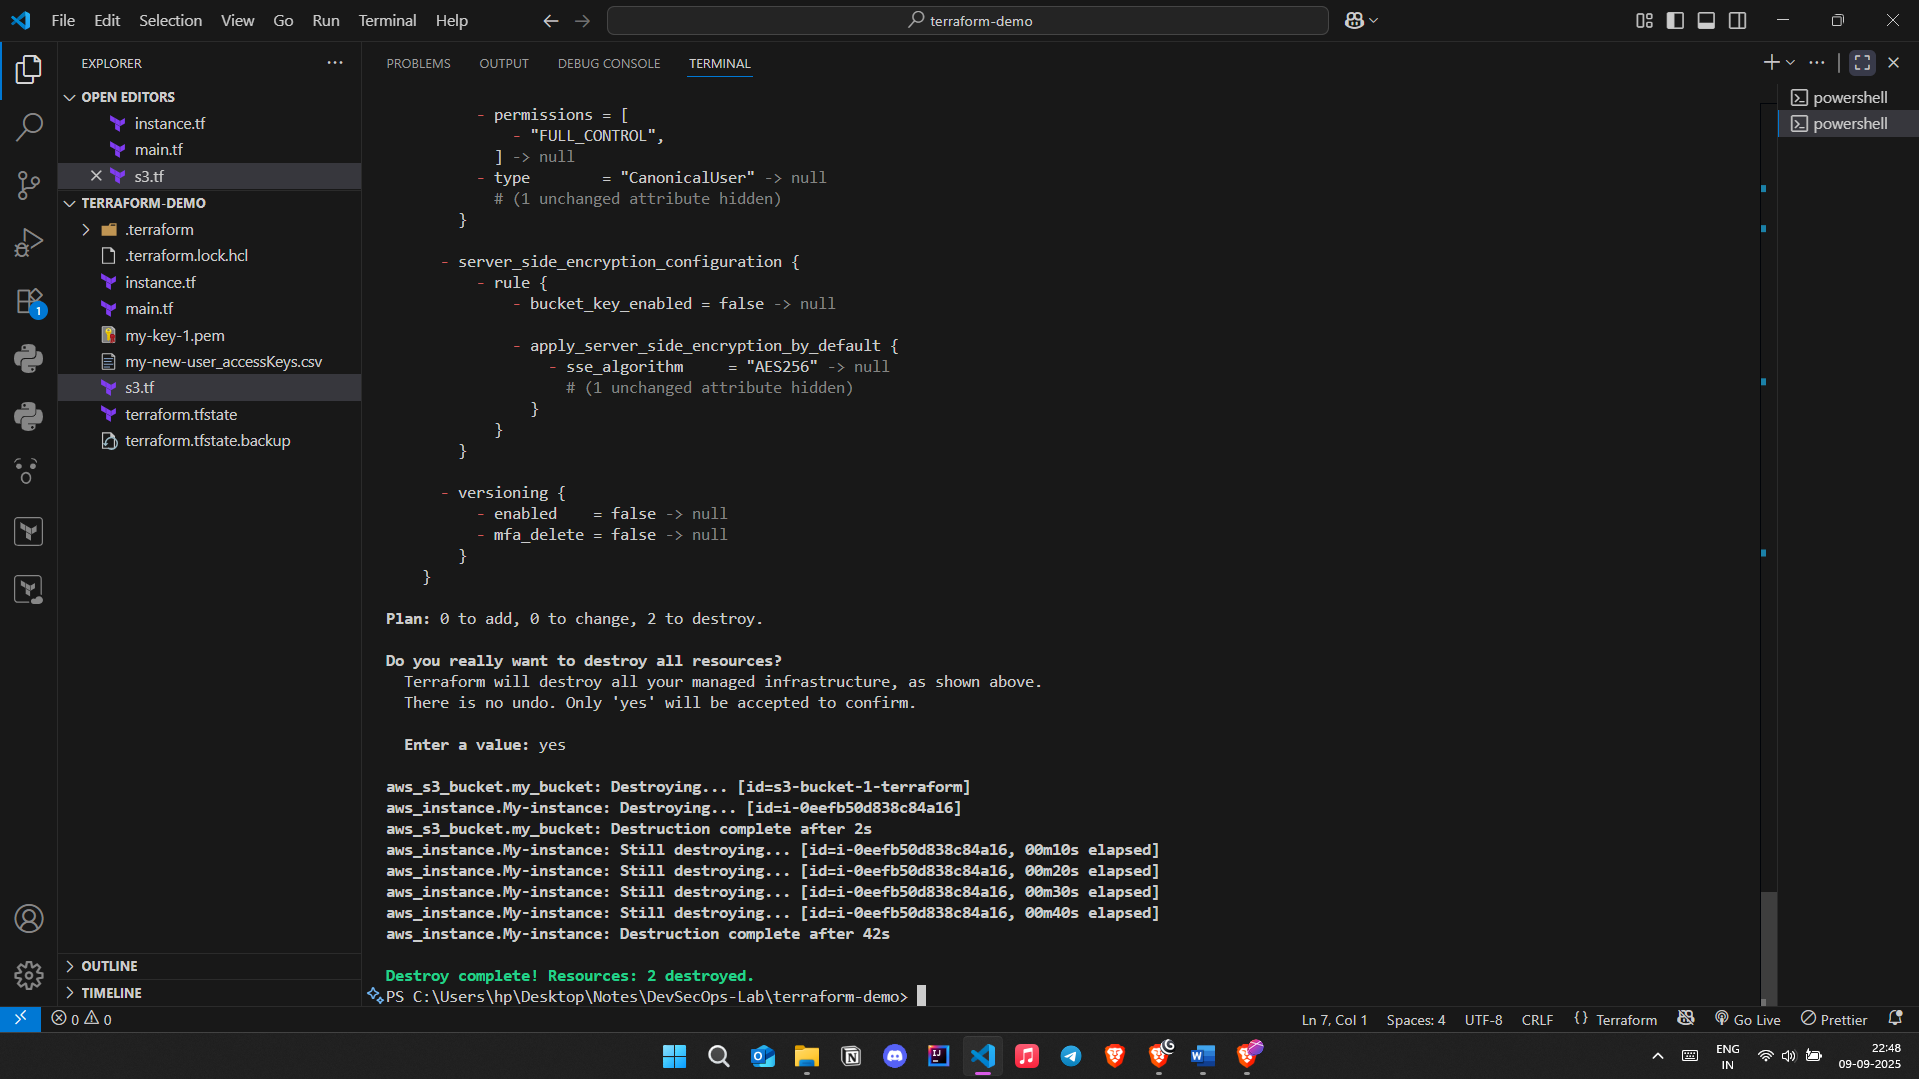 File Edit Selection View Go Run Terminal Help
terraform-demo
EXPLORER
OPEN EDITORS
instance.tf
main.tf
s3.tf
TERRAFORM-DEMO
.terraform
.terraform.lock.hcl
instance.tf
main.tf
my-key-1.pem
my-new-user_accessKeys.csv
s3.tf
terraform.tfstate
terraform.tfstate.backup
OUTLINE
TIMELINE
1
PROBLEMS OUTPUT DEBUG CONSOLE TERMINAL
powershell
powershell
- permissions = [
- "FULL_CONTROL",
] -> null
- type = "CanonicalUser" -> null
# (1 unchanged attribute hidden)
}
- server_side_encryption_configuration {
- rule {
- bucket_key_enabled = false -> null
- apply_server_side_encryption_by_default {
- sse_algorithm = "AES256" -> null
# (1 unchanged attribute hidden)
}
}
}
- versioning {
- enabled = false -> null
- mfa_delete = false -> null
}
}
Plan: 0 to add, 0 to change, 2 to destroy.
Do you really want to destroy all resources?
Terraform will destroy all your managed infrastructure, as shown above.
There is no undo. Only 'yes' will be accepted to confirm.
Enter a value: yes
aws_s3_bucket.my_bucket: Destroying... [id=s3-bucket-1-terraform]
aws_instance.My-instance: Destroying... [id=i-0eefb50d838c84a16]
aws_s3_bucket.my_bucket: Destruction complete after 2s
aws_instance.My-instance: Still destroying... [id=i-0eefb50d838c84a16, 00m10s elapsed]
aws_instance.My-instance: Still destroying... [id=i-0eefb50d838c84a16, 00m20s elapsed]
aws_instance.My-instance: Still destroying... [id=i-0eefb50d838c84a16, 00m30s elapsed]
aws_instance.My-instance: Still destroying... [id=i-0eefb50d838c84a16, 00m40s elapsed]
aws_instance.My-instance: Destruction complete after 42s
Destroy complete! Resources: 2 destroyed.
PS C:\Users\hp\Desktop\Notes\DevSecOps-Lab\terraform-demo>
0 0
Ln 7, Col 1 Spaces: 4 UTF-8 CRLF {} Terraform Go Live Prettier
ENG
IN
22:48
09-09-2025